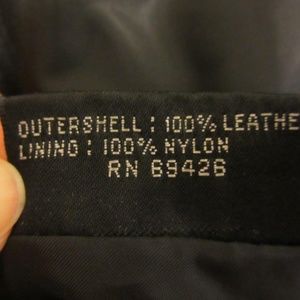 OUTERSHELL : 100% LEATHE
LINING : 100% NYLON
RN 69426